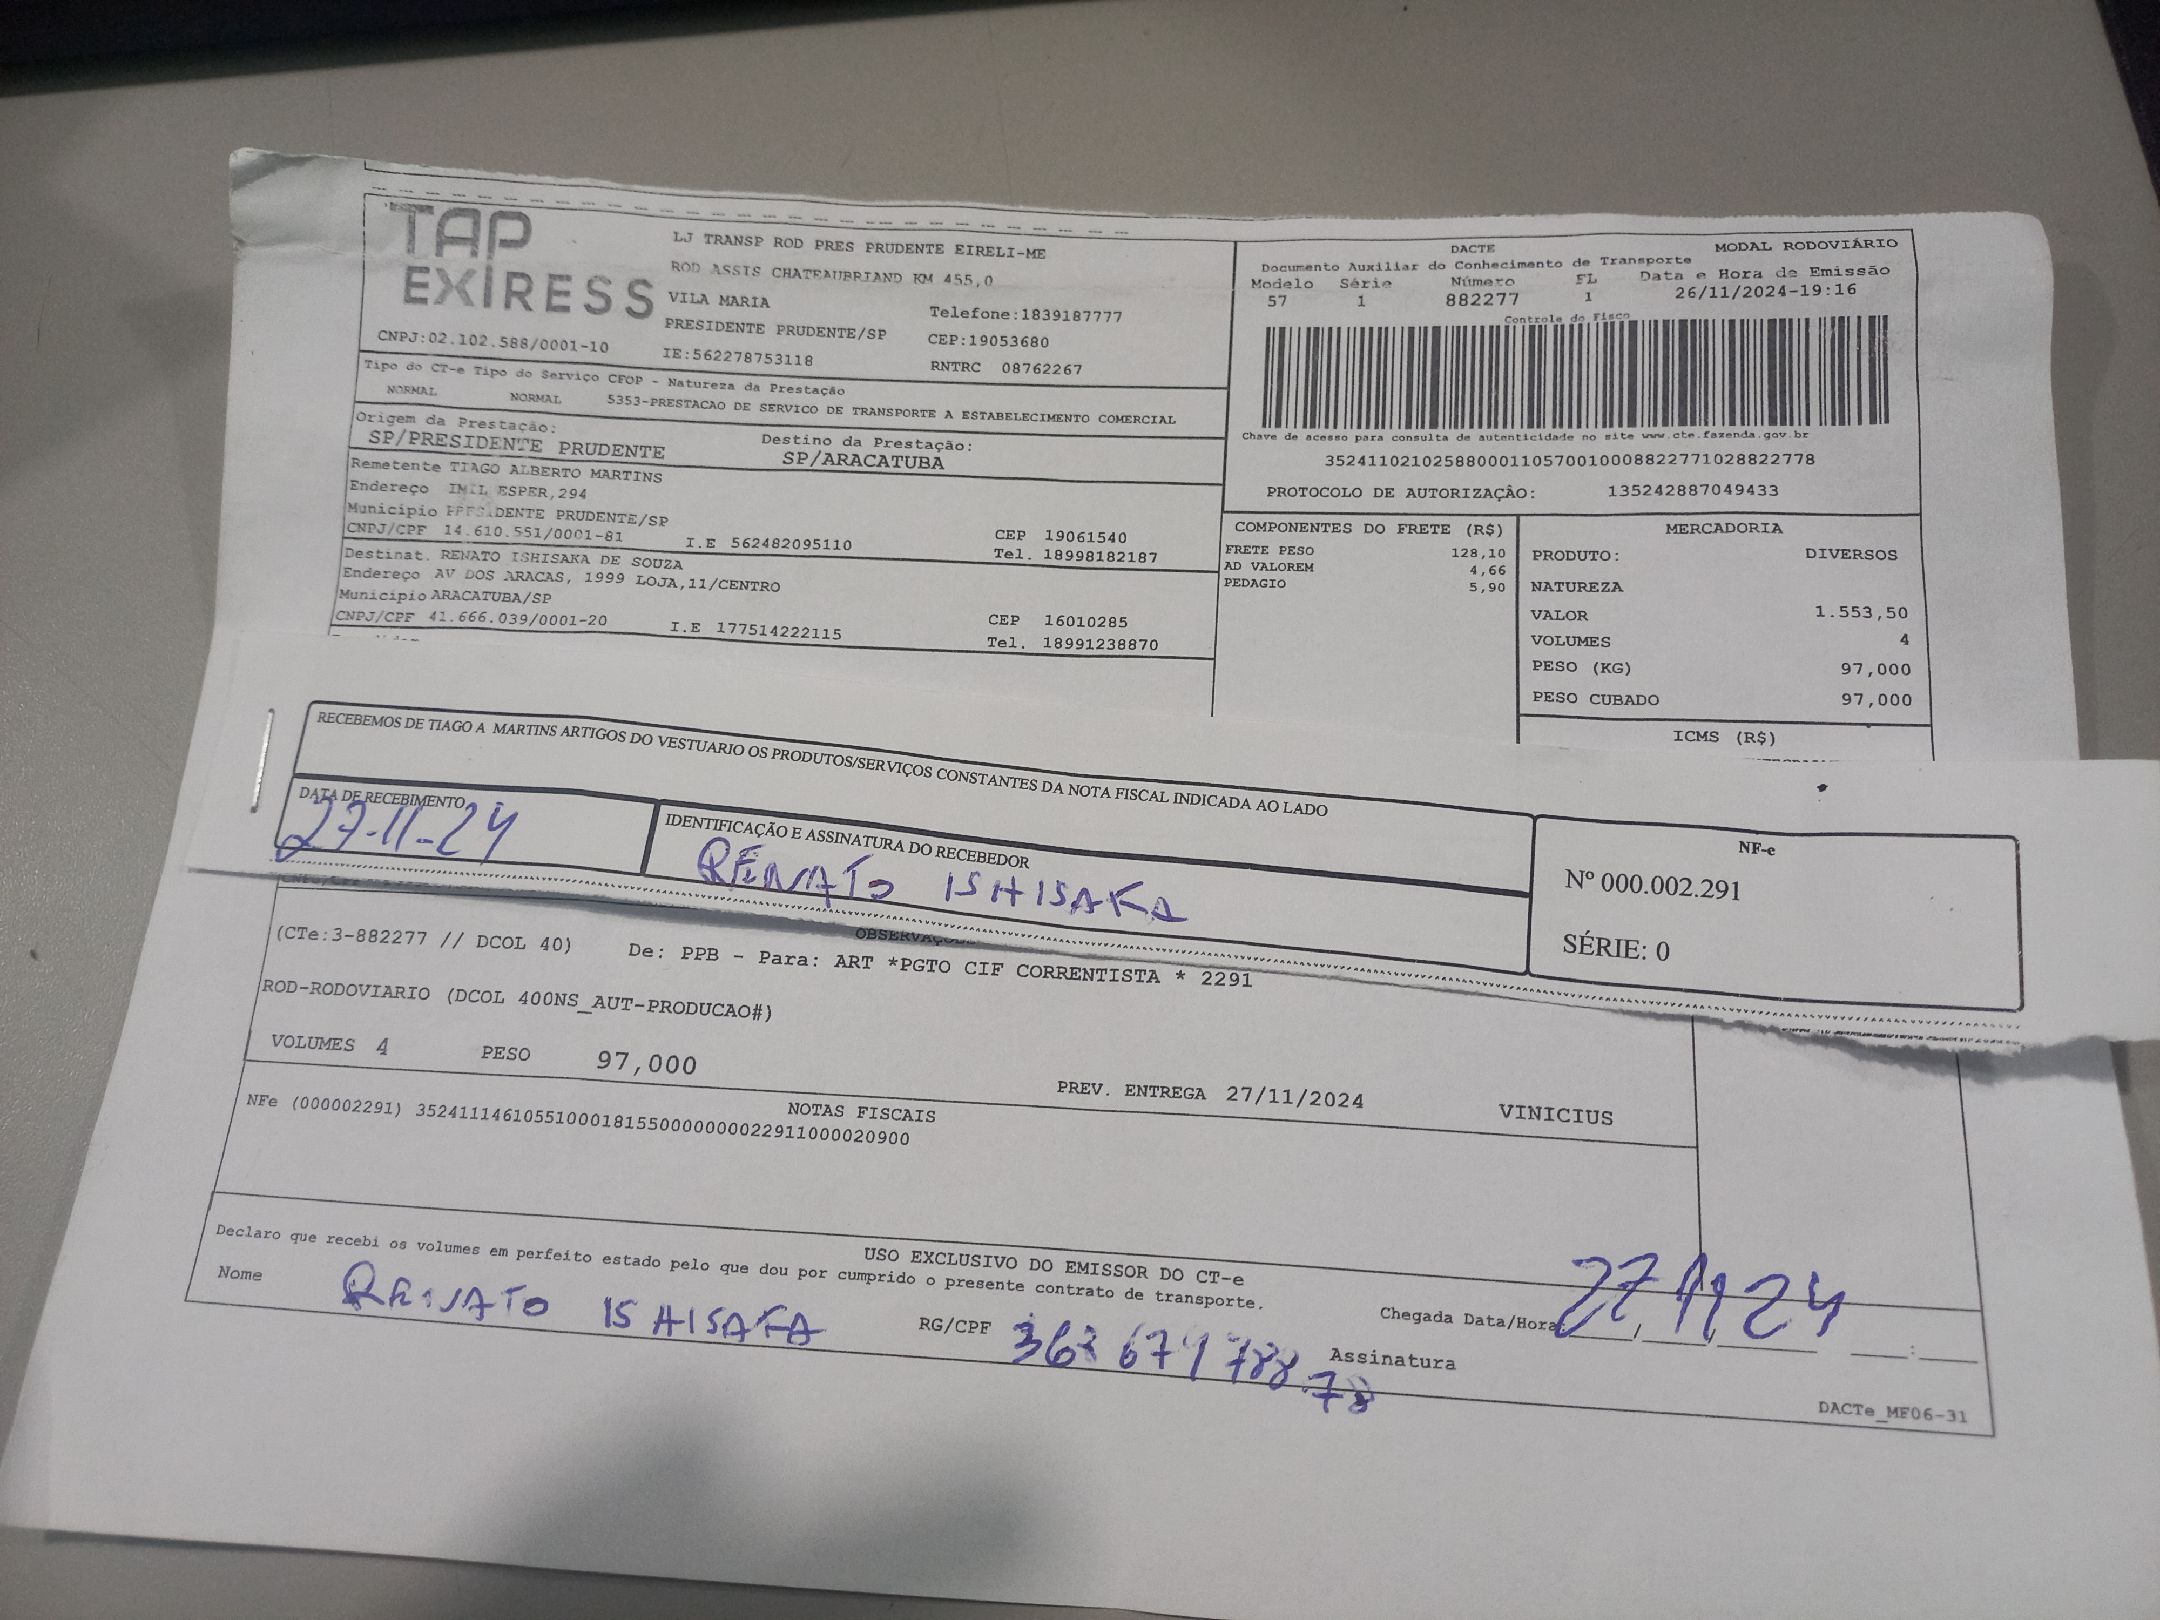 TAP
EXPRESS
LJ TRANSP ROD PRES PRUDENTE EIRELI-ME
ROD ASSIS CHATEAUBRIAND KM 455,0
VILA MARIA
Telefone:1839187777
PRESIDENTE PRUDENTE/SP
CEP:19053680
CNPJ:02.102.588/0001-10
IE:562278753118
RNTRC 08762267
DACTE MODAL RODOVIÁRIO
Documento Auxiliar do Conhecimento de Transporte
Modelo Série Número FL Data e Hora de Emissão
57 1 882277 1 26/11/2024-19:16
Controle do Fisco
Chave de acesso para consulta de autenticidade no site www.cte.fazenda.gov.br
35241102102588000110570010008822771028822778
PROTOCOLO DE AUTORIZAÇÂO: 135242887049433
Tipo do CT-e Tipo do Serviço CFOP - Natureza da Prestação
NORMAL NORMAL 5353-PRESTACAO DE SERVICO DE TRANSPORTE A ESTABELECIMENTO COMERCIAL
Origem da Prestação: Destino da Prestação:
SP/PRESIDENTE PRUDENTE SP/ARACATUBA
Remetente TIAGO ALBERTO MARTINS
Endereço IMIL ESPER,294
Municipio PRESIDENTE PRUDENTE/SP CEP 19061540
CNPJ/CPF 14.610.551/0001-81 I.E 562482095110 Tel. 18998182187
Destinat. RENATO ISHISAKA DE SOUZA
Endereço AV DOS ARACAS, 1999 LOJA,11/CENTRO
Municipio ARACATUBA/SP CEP 16010285
CNPJ/CPF 41.666.039/0001-20 I.E 177514222115 Tel. 18991238870
COMPONENTES DO FRETE (R$)
FRETE PESO 128,10
AD VALOREM 4,66
PEDAGIO 5,90
MERCADORIA
PRODUTO: DIVERSOS
NATUREZA
VALOR 1.553,50
VOLUMES 4
PESO (KG) 97,000
PESO CUBADO 97,000
ICMS (R$)
RECEBEMOS DE TIAGO A MARTINS ARTIGOS DO VESTUARIO OS PRODUTOS/SERVIÇOS CONSTANTES DA NOTA FISCAL INDICADA AO LADO
DATA DE RECEBIMENTO
27-11-24
IDENTIFICAÇÃO E ASSINATURA DO RECEBEDOR
RENATO ISHISAKA
NF-e
Nº 000.002.291
SÉRIE: 0
(CTe:3-882277 // DCOL 40) De: PPB - Para: ART *PGTO CIF CORRENTISTA * 2291
ROD-RODOVIARIO (DCOL 400NS_AUT-PRODUCAO#)
VOLUMES 4 PESO 97,000 PREV. ENTREGA 27/11/2024 VINICIUS
NOTAS FISCAIS
NFe (000002291) 35241114610551000181550000000022911000020900
USO EXCLUSIVO DO EMISSOR DO CT-e
Declaro que recebi os volumes em perfeito estado pelo que dou por cumprido o presente contrato de transporte.
Chegada Data/Hora: 27 11 24
Nome RENATO ISHISAKA RG/CPF Assinatura
DACTe_MF06-31